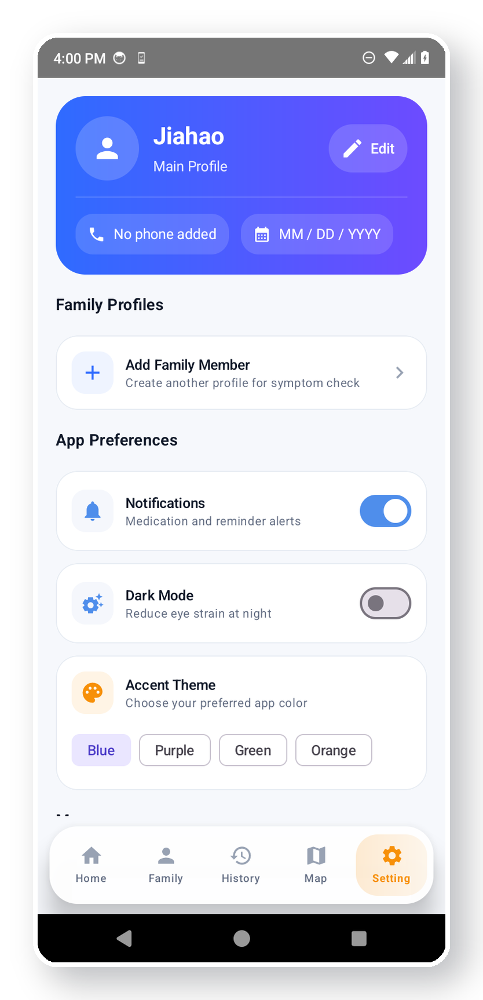 4:00 PM
Jiahao
Main Profile
Edit
No phone added
MM / DD / YYYY
Family Profiles
Add Family Member
Create another profile for symptom check
App Preferences
Notifications
Medication and reminder alerts
Dark Mode
Reduce eye strain at night
Accent Theme
Choose your preferred app color
Blue
Purple
Green
Orange
Home
Family
History
Map
Setting